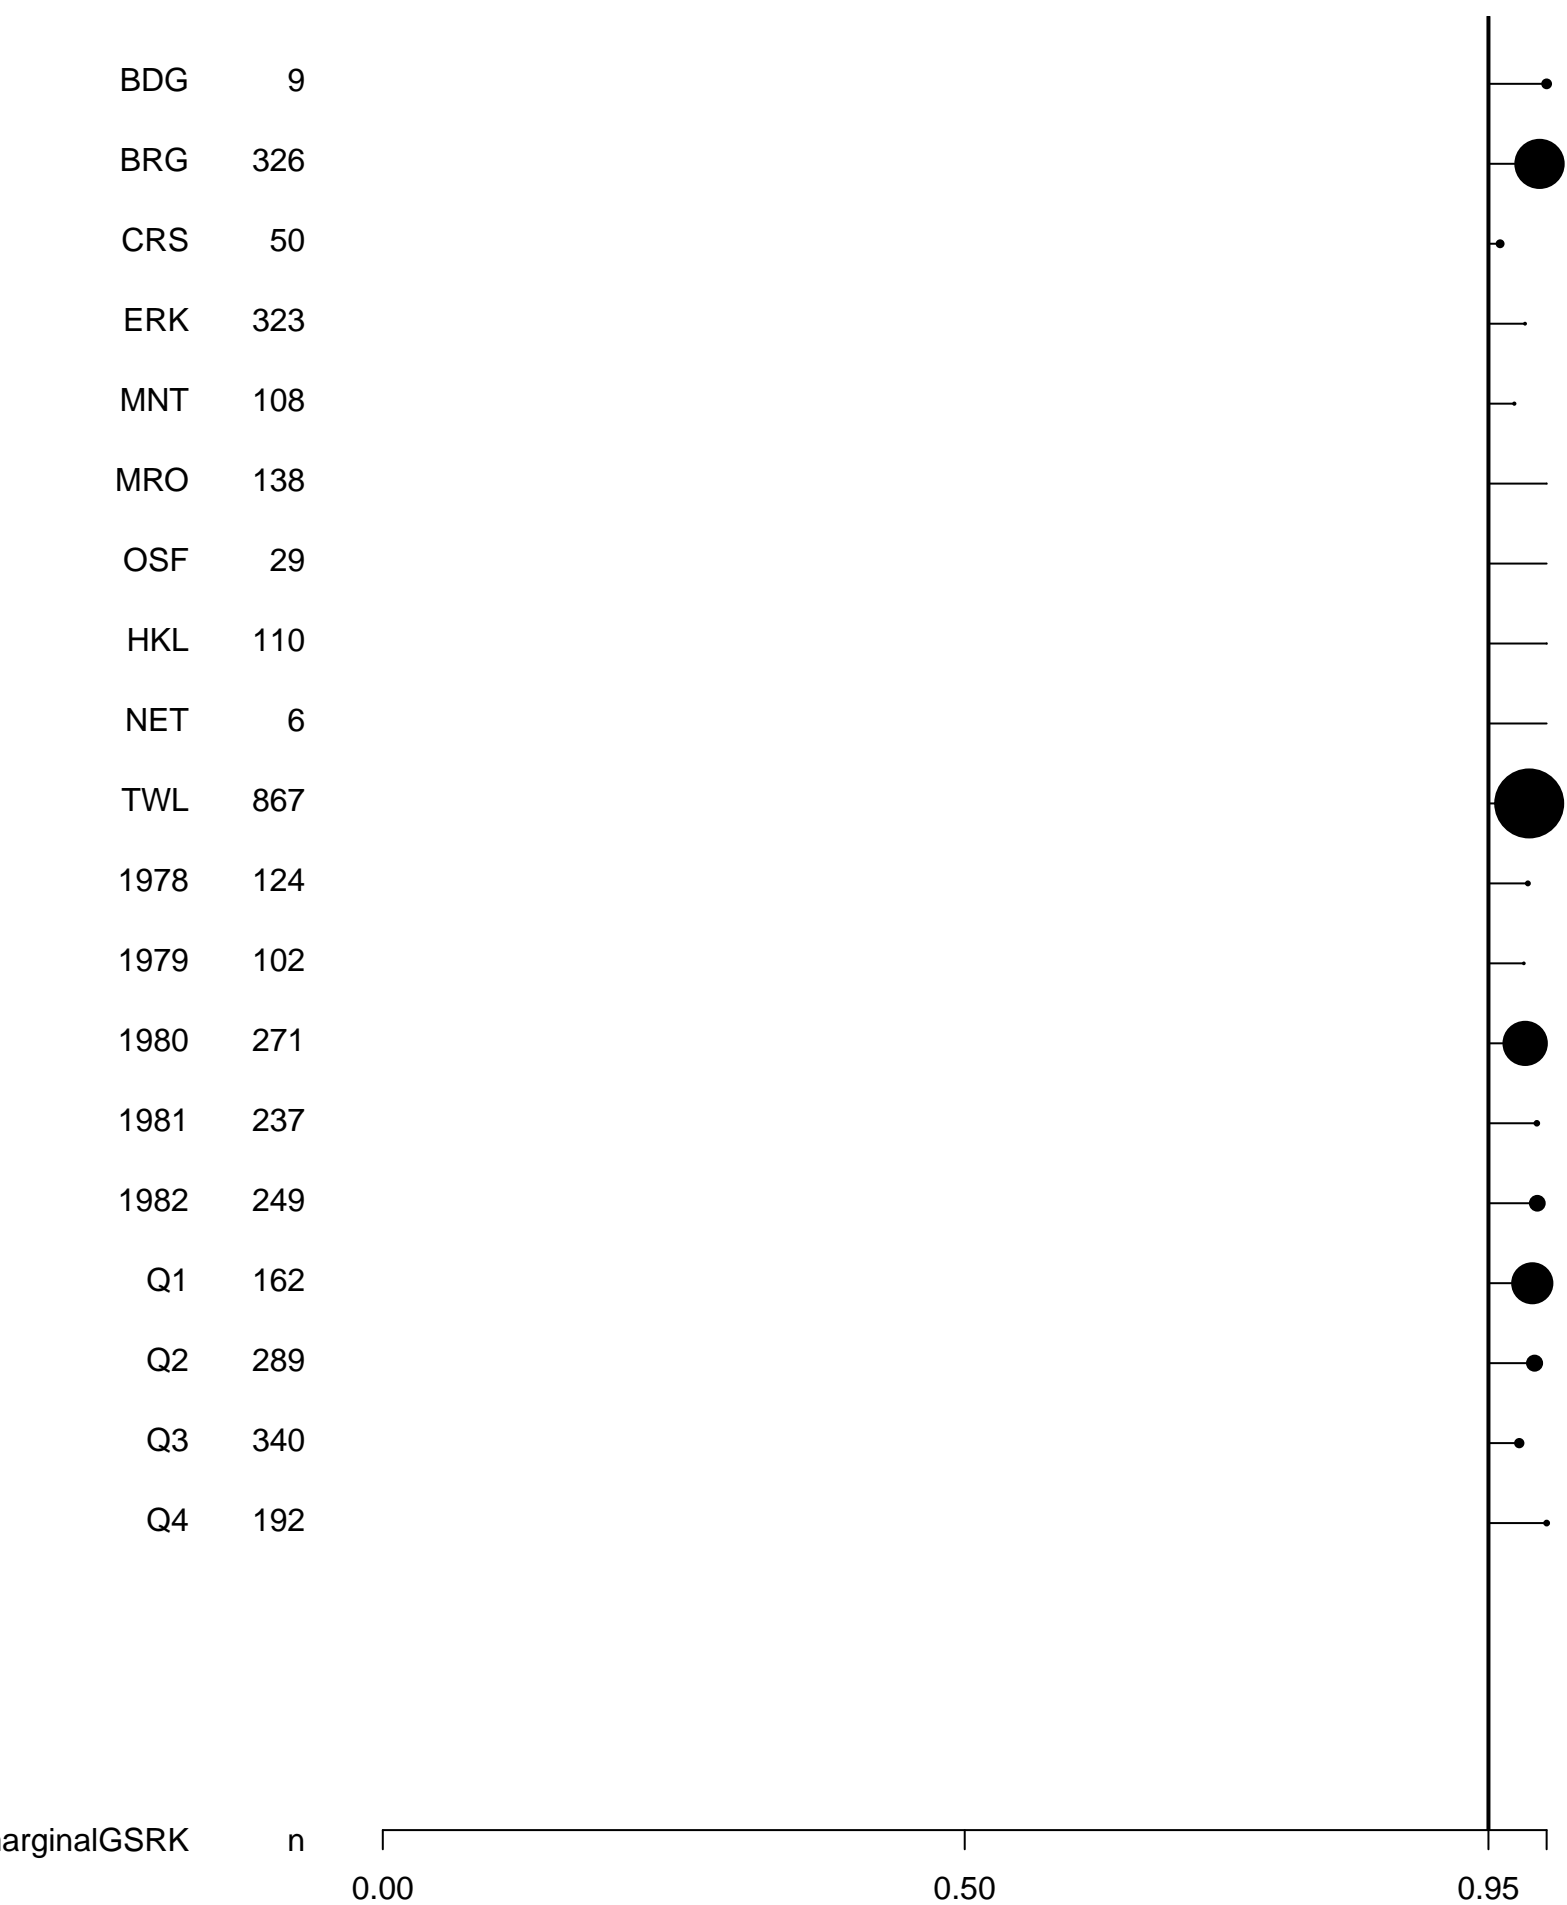 BDG 9
BRG 326
CRS 50
ERK 323
MNT 108
MRO 138
OSF 29
HKL 110
NET 6
TWL 867
1978 124
1979 102
1980 271
1981 237
1982 249
Q1 162
Q2 289
Q3 340
Q4 192
arginalGSRK n
0.00 0.50 0.95